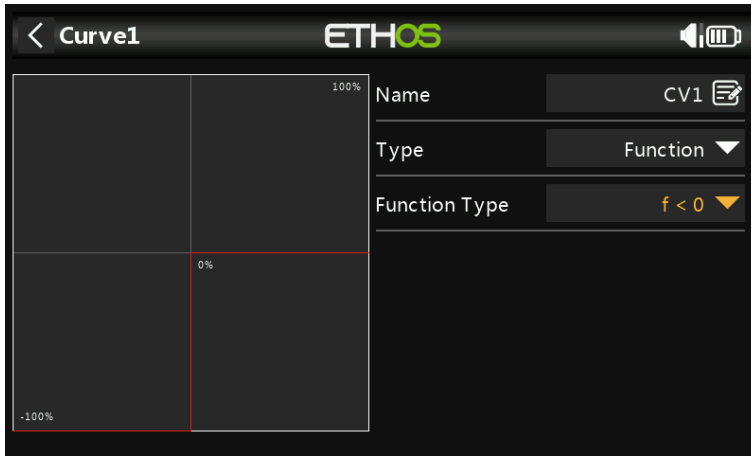 Curve1
ETHOS
100%
0%
-100%
Name
CV1
Type
Function
Function Type
f < 0